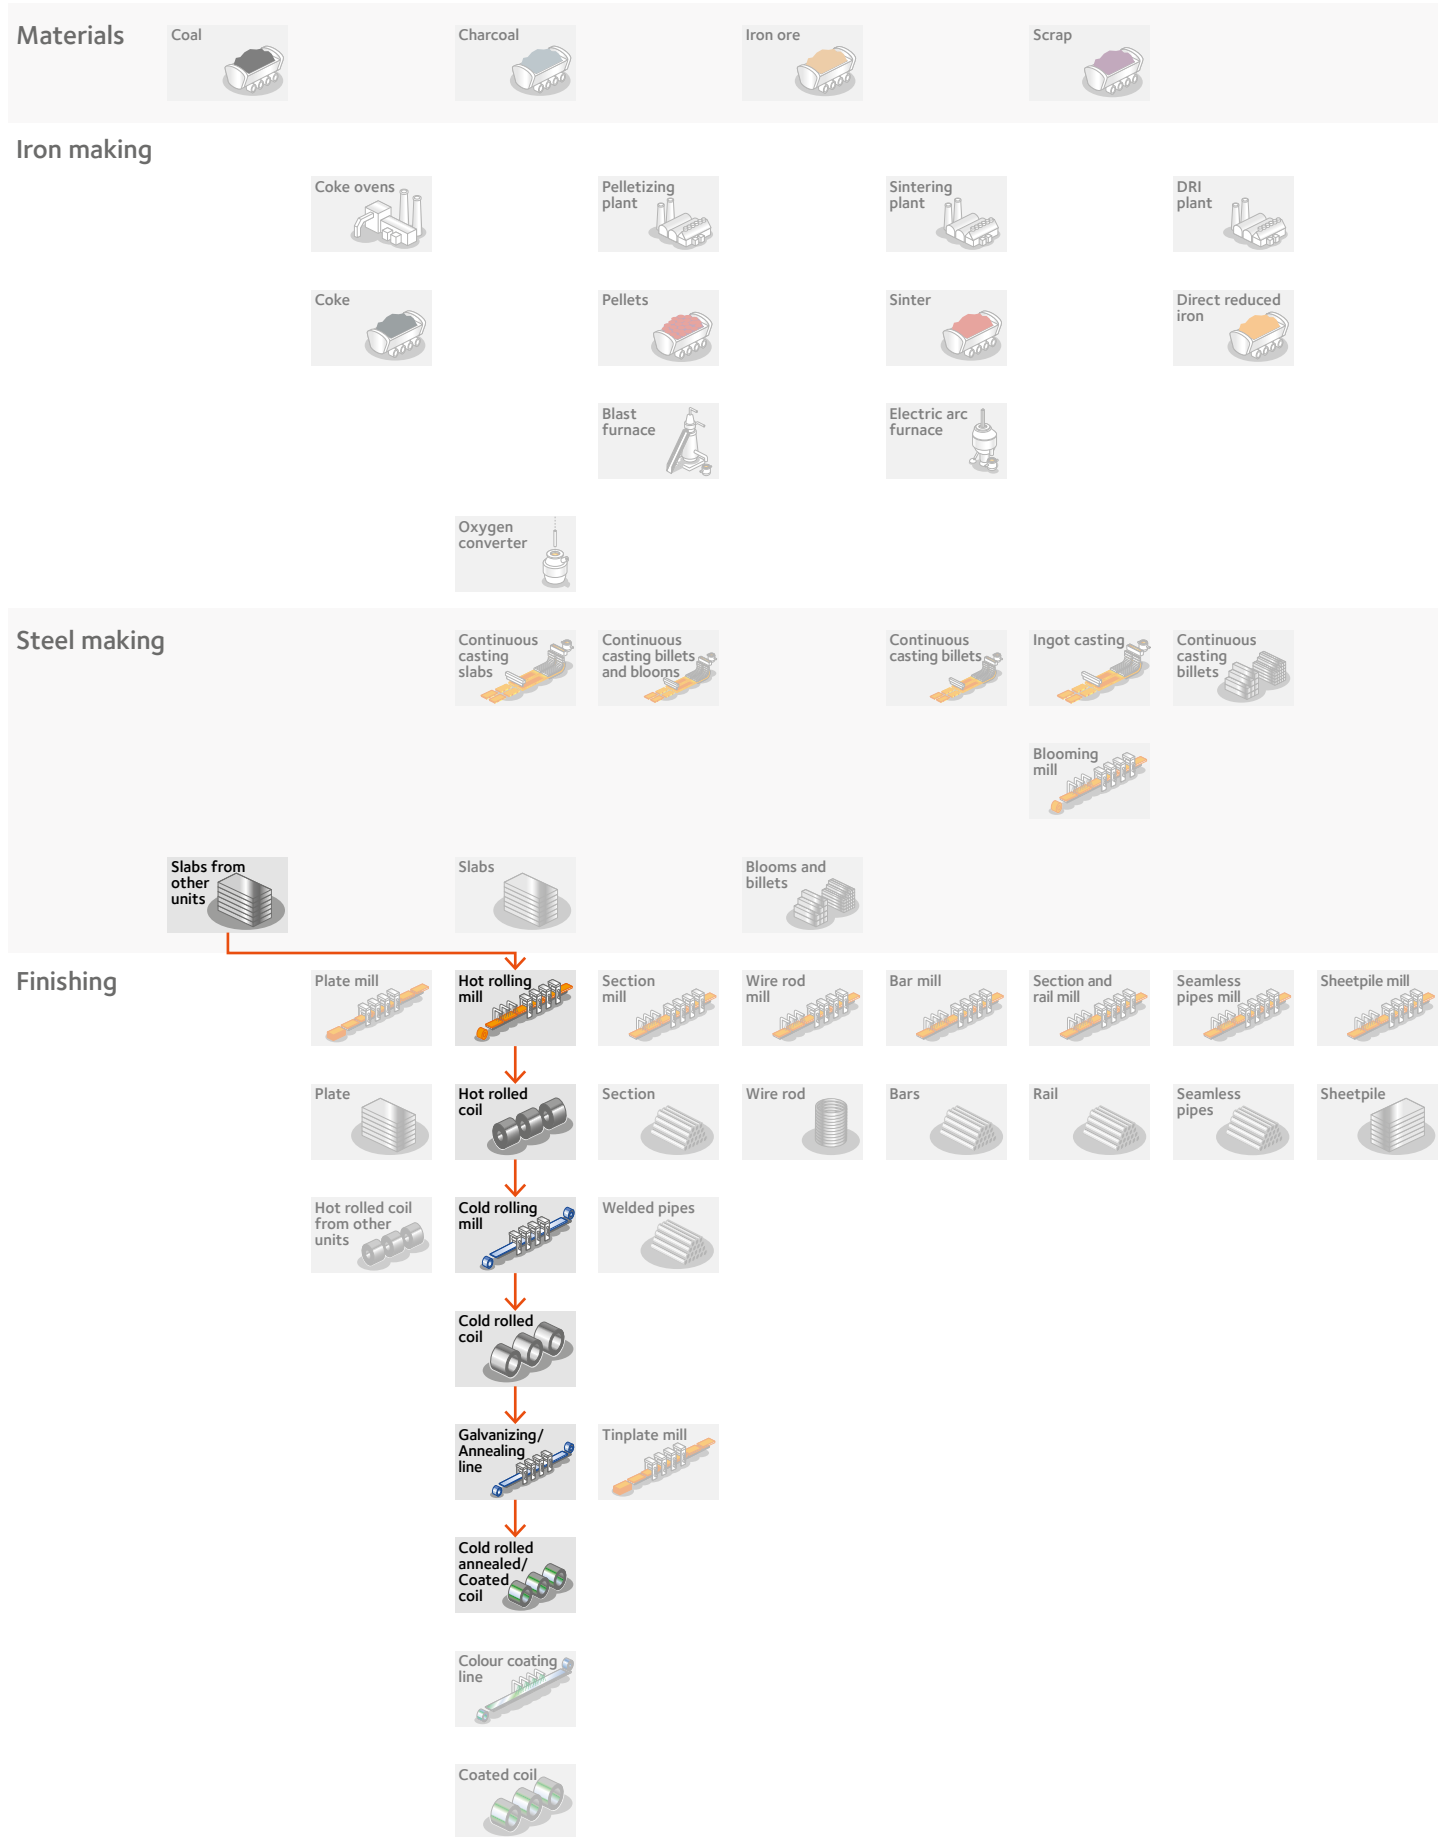 Materials
Coal
Charcoal
Iron ore
Scrap
Iron making
Coke ovens
Pelletizing
plant
Sintering
plant
DRI
plant
Coke
Pellets
Sinter
Direct reduced
iron
Blast
furnace
Electric arc
furnace
Oxygen
converter
Steel making
Continuous
casting
slabs
Continuous
casting billets
and blooms
Continuous
casting billets
Ingot casting
Continuous
casting
billets
Blooming
mill
Slabs from
other
units
Slabs
Blooms and
billets
Finishing
Plate mill
Hot rolling
mill
Section
mill
Wire rod
mill
Bar mill
Section and
rail mill
Seamless
pipes mill
Sheetpile mill
Plate
Hot rolled
coil
Section
Wire rod
Bars
Rail
Seamless
pipes
Sheetpile
Hot rolled coil
from other
units
Cold rolling
mill
Welded pipes
Cold rolled
coil
Galvanizing/
Annealing
line
Tinplate mill
Cold rolled
annealed/
Coated
coil
Colour coating
line
Coated coil